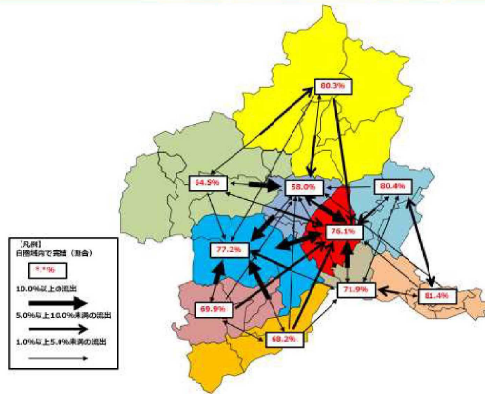 80.3%
54.5%
58.0%
80.4%
76.1%
77.2%
71.9%
81.4%
69.9%
68.2%
[凡例]
自圏域内で完結(割合)
*.*%
10.0%以上の流出
5.0%以上10.0%未満の流出
1.0%以上5.0%未満の流出